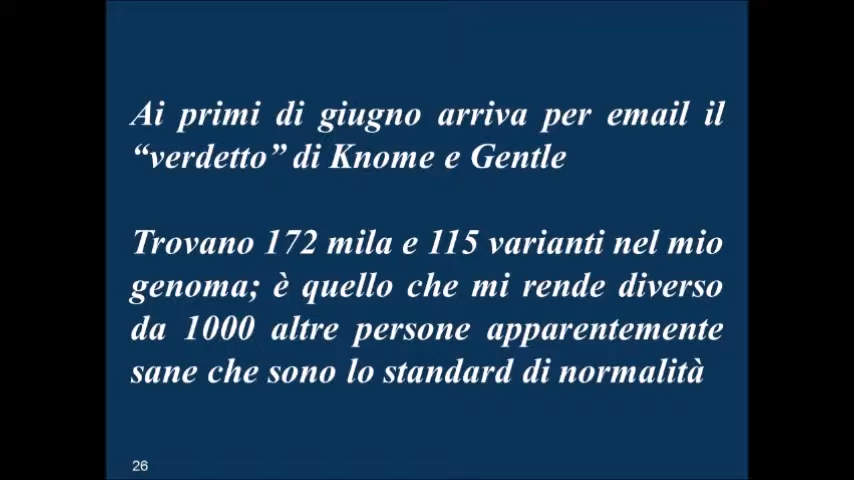 Ai primi di giugno arriva per email il
“verdetto” di Knome e Gentle
Trovano 172 mila e 115 varianti nel mio
genoma; è quello che mi rende diverso
da 1000 altre persone apparentemente
sane che sono lo standard di normalità
26